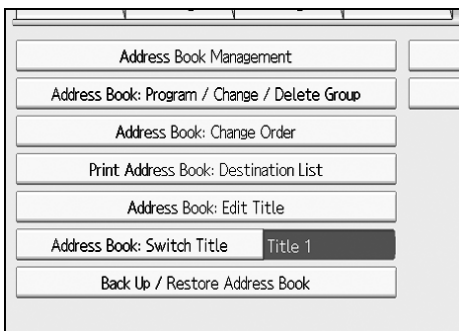 Address Book Management
Address Book: Program / Change / Delete Group
Address Book: Change Order
Print Address Book: Destination List
Address Book: Edit Title
Address Book: Switch Title Title 1
Back Up / Restore Address Book